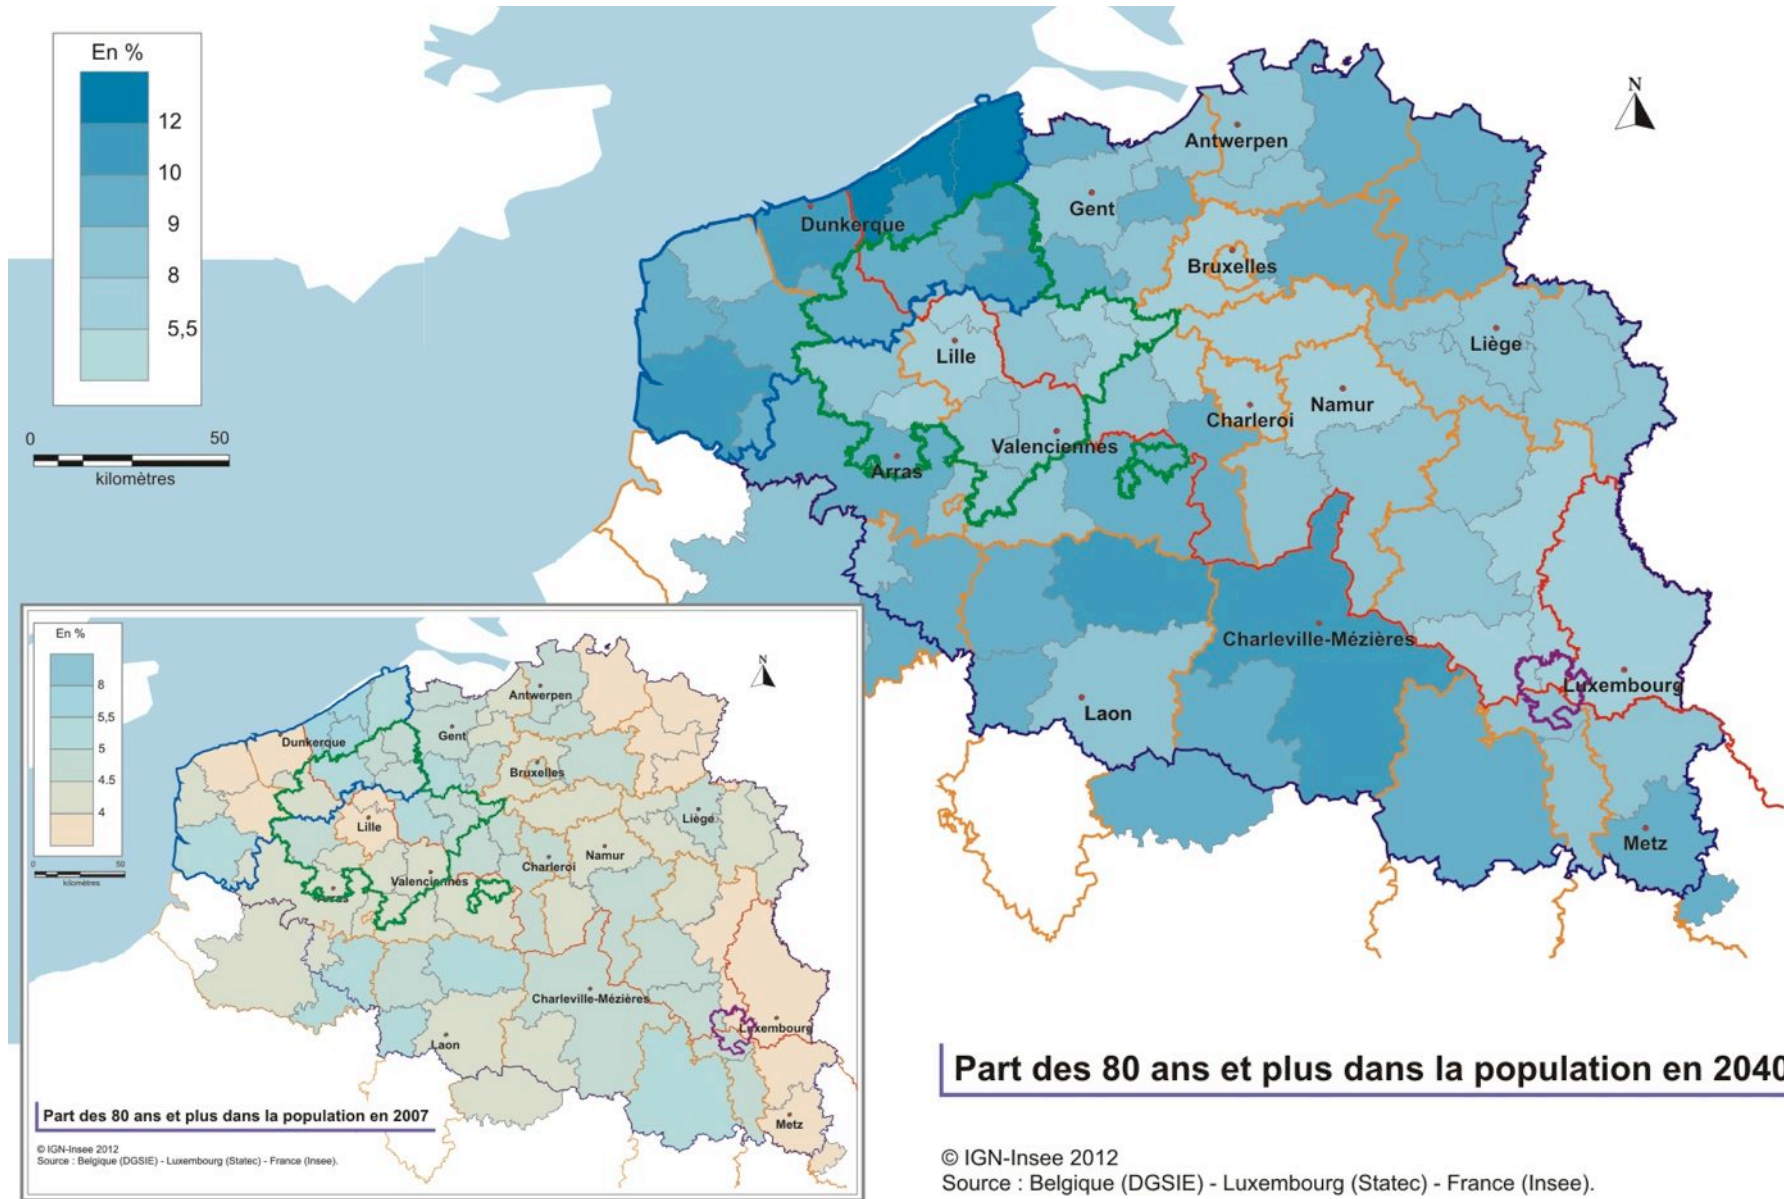 En %
12
10
9
8
5,5
0 50
kilomètres
N
Antwerpen
Gent
Dunkerque
Bruxelles
Lille
Liège
Charleroi
Namur
Valenciennes
Arras
Charleville-Mézières
Luxembourg
Laon
Metz
Part des 80 ans et plus dans la population en 2040
© IGN-Insee 2012
Source : Belgique (DGSIE) - Luxembourg (Statec) - France (Insee).
En %
8
5,5
5
4.5
4
0 50
kilomètres
N
Antwerpen
Gent
Dunkerque
Bruxelles
Lille
Liège
Charleroi
Namur
Valenciennes
Arras
Charleville-Mézières
Luxembourg
Laon
Metz
Part des 80 ans et plus dans la population en 2007
© IGN-Insee 2012
Source : Belgique (DGSIE) - Luxembourg (Statec) - France (Insee).